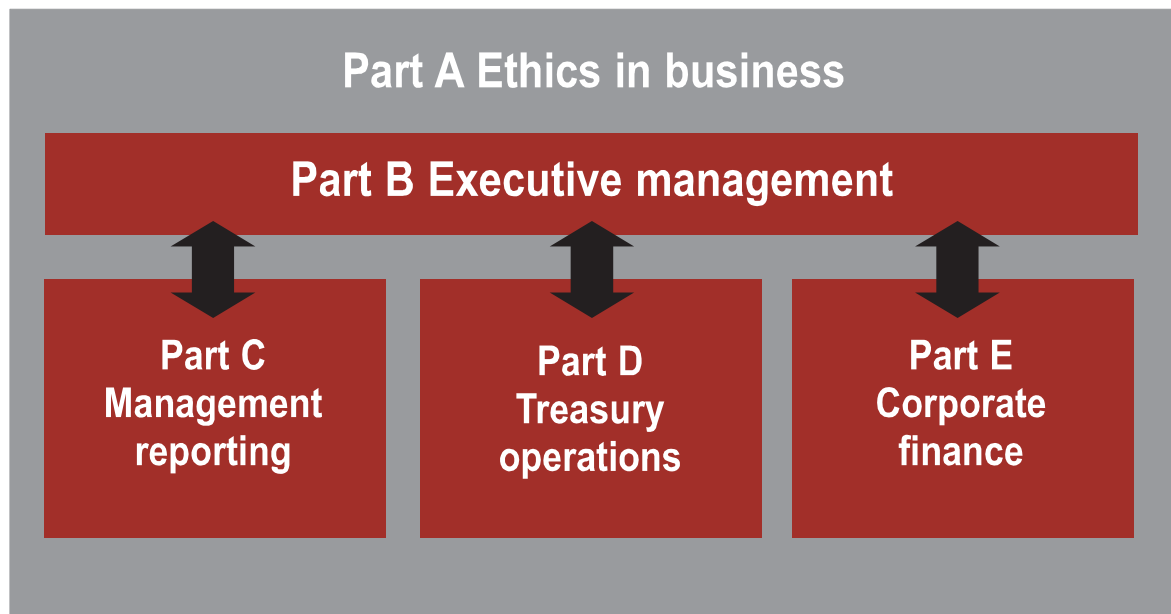 Part A Ethics in business
Part B Executive management
Part C
Management
reporting
Part D
Treasury
operations
Part E
Corporate
finance